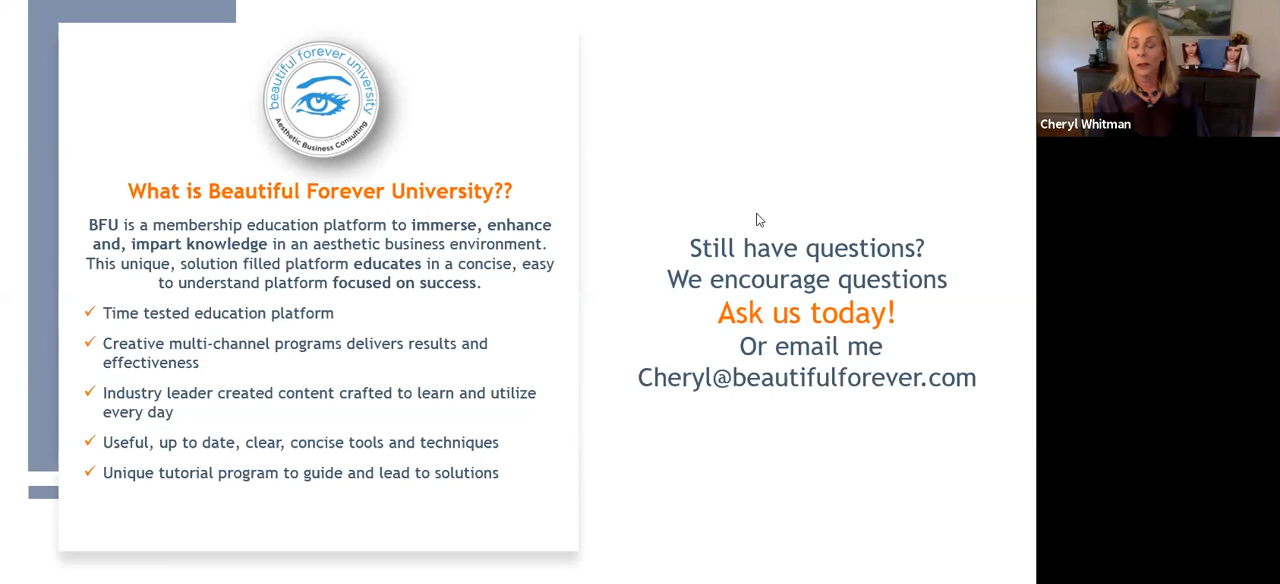 beautiful forever university
Aesthetic Business Consulting
What is Beautiful Forever University??
BFU is a membership education platform to immerse, enhance
and, impart knowledge in an aesthetic business environment.
This unique, solution filled platform educates in a concise, easy
to understand platform focused on success.
✓ Time tested education platform
✓ Creative multi-channel programs delivers results and
effectiveness
✓ Industry leader created content crafted to learn and utilize
every day
✓ Useful, up to date, clear, concise tools and techniques
✓ Unique tutorial program to guide and lead to solutions
Still have questions?
We encourage questions
Ask us today!
Or email me
Cheryl@beautifulforever.com
Cheryl Whitman